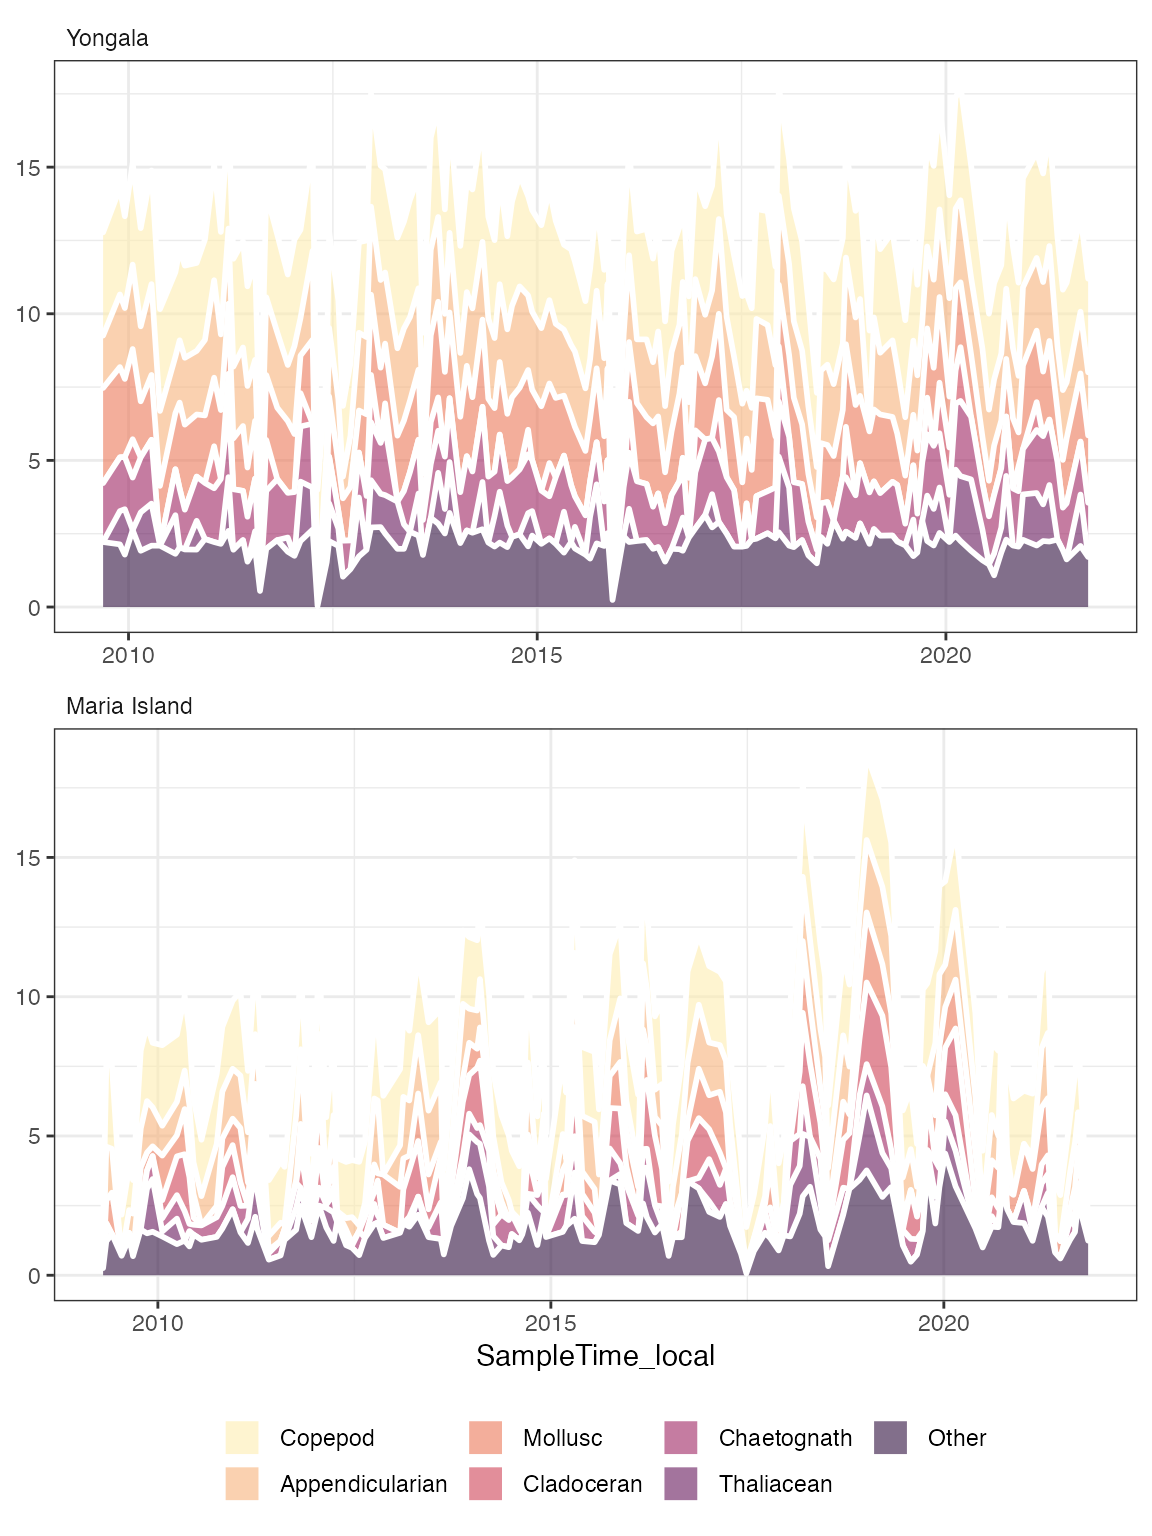 Yongala
15
10
5
0
2010 2015 2020
Maria Island
15
10
5
0
2010 2015 2020
SampleTime_local
Copepod Mollusc Chaetognath Other
Appendicularian Cladoceran Thaliacean